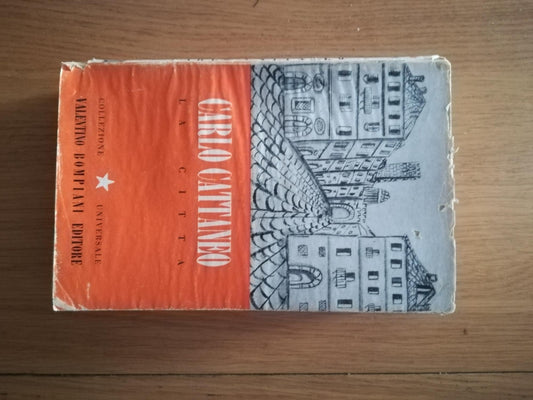 CARLO CATTANEO
LA CITTÀ
COLLEZIONE UNIVERSALE
VALENTINO BOMPIANI EDITORE